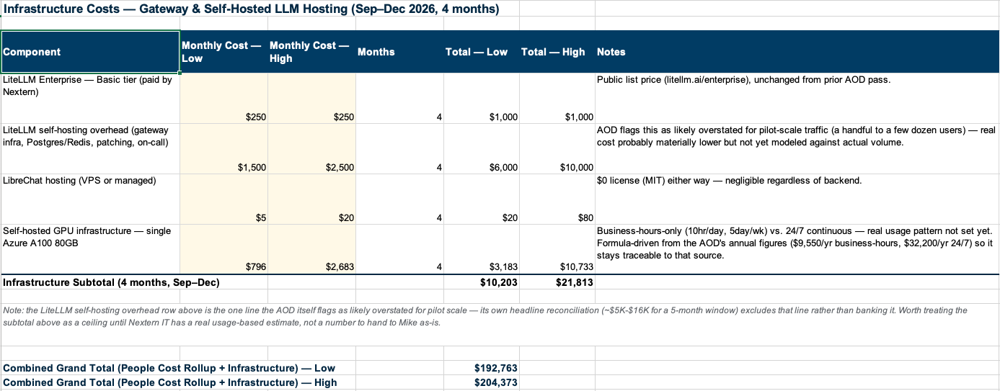 Infrastructure Costs — Gateway & Self-Hosted LLM Hosting (Sep–Dec 2026, 4 months)
Component Monthly Cost — Low Monthly Cost — High Months Total — Low Total — High Notes
LiteLLM Enterprise — Basic tier (paid by Nextern) $250 $250 4 $1,000 $1,000 Public list price (litellm.ai/enterprise), unchanged from prior AOD pass.
LiteLLM self-hosting overhead (gateway infra, Postgres/Redis, patching, on-call) $1,500 $2,500 4 $6,000 $10,000 AOD flags this as likely overstated for pilot-scale traffic (a handful to a few dozen users) — real cost probably materially lower but not yet modeled against actual volume.
LibreChat hosting (VPS or managed) $5 $20 4 $20 $80 $0 license (MIT) either way — negligible regardless of backend.
Self-hosted GPU infrastructure — single Azure A100 80GB $796 $2,683 4 $3,183 $10,733 Business-hours-only (10hr/day, 5day/wk) vs. 24/7 continuous — real usage pattern not set yet. Formula-driven from the AOD's annual figures ($9,550/yr business-hours, $32,200/yr 24/7) so it stays traceable to that source.
Infrastructure Subtotal (4 months, Sep–Dec) $10,203 $21,813
Note: the LiteLLM self-hosting overhead row above is the one line the AOD itself flags as likely overstated for pilot scale — its own headline reconciliation (~$5K-$16K for a 5-month window) excludes that line rather than banking it. Worth treating the
subtotal above as a ceiling until Nextern IT has a real usage-based estimate, not a number to hand to Mike as-is.
Combined Grand Total (People Cost Rollup + Infrastructure) — Low $192,763
Combined Grand Total (People Cost Rollup + Infrastructure) — High $204,373